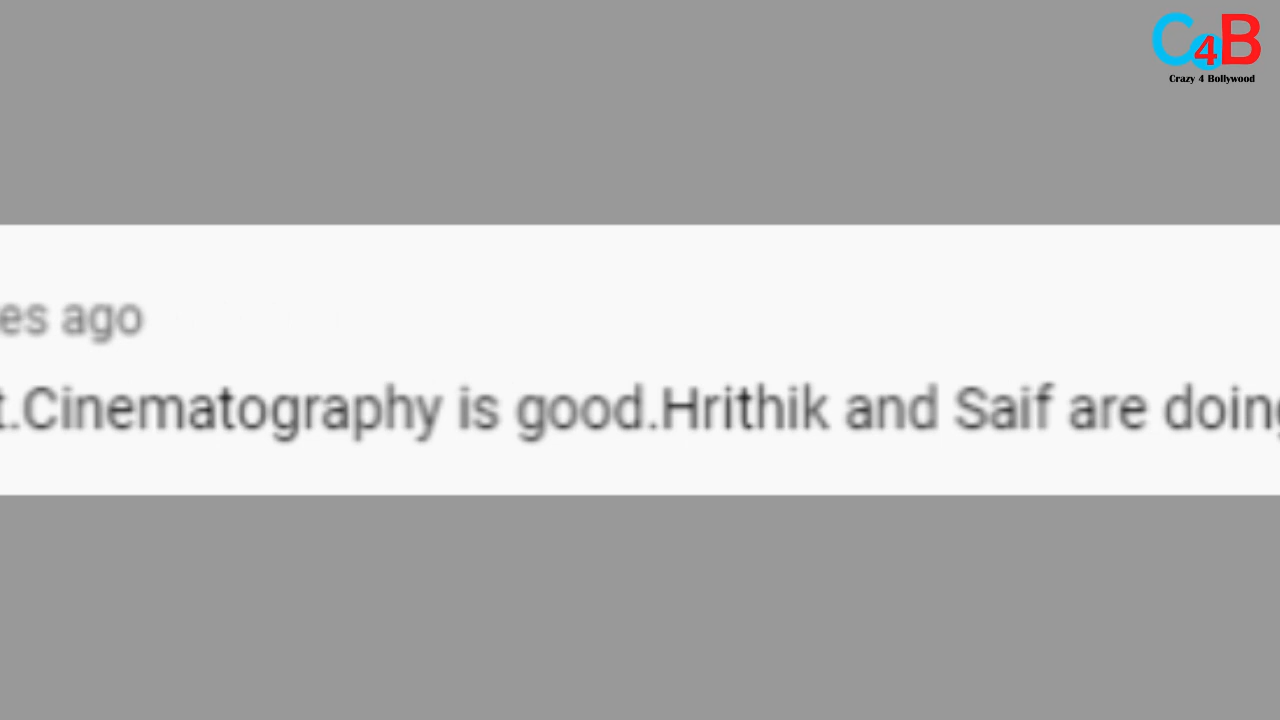 C4B
Crazy 4 Bollywood
es ago
t.Cinematography is good.Hrithik and Saif are doing